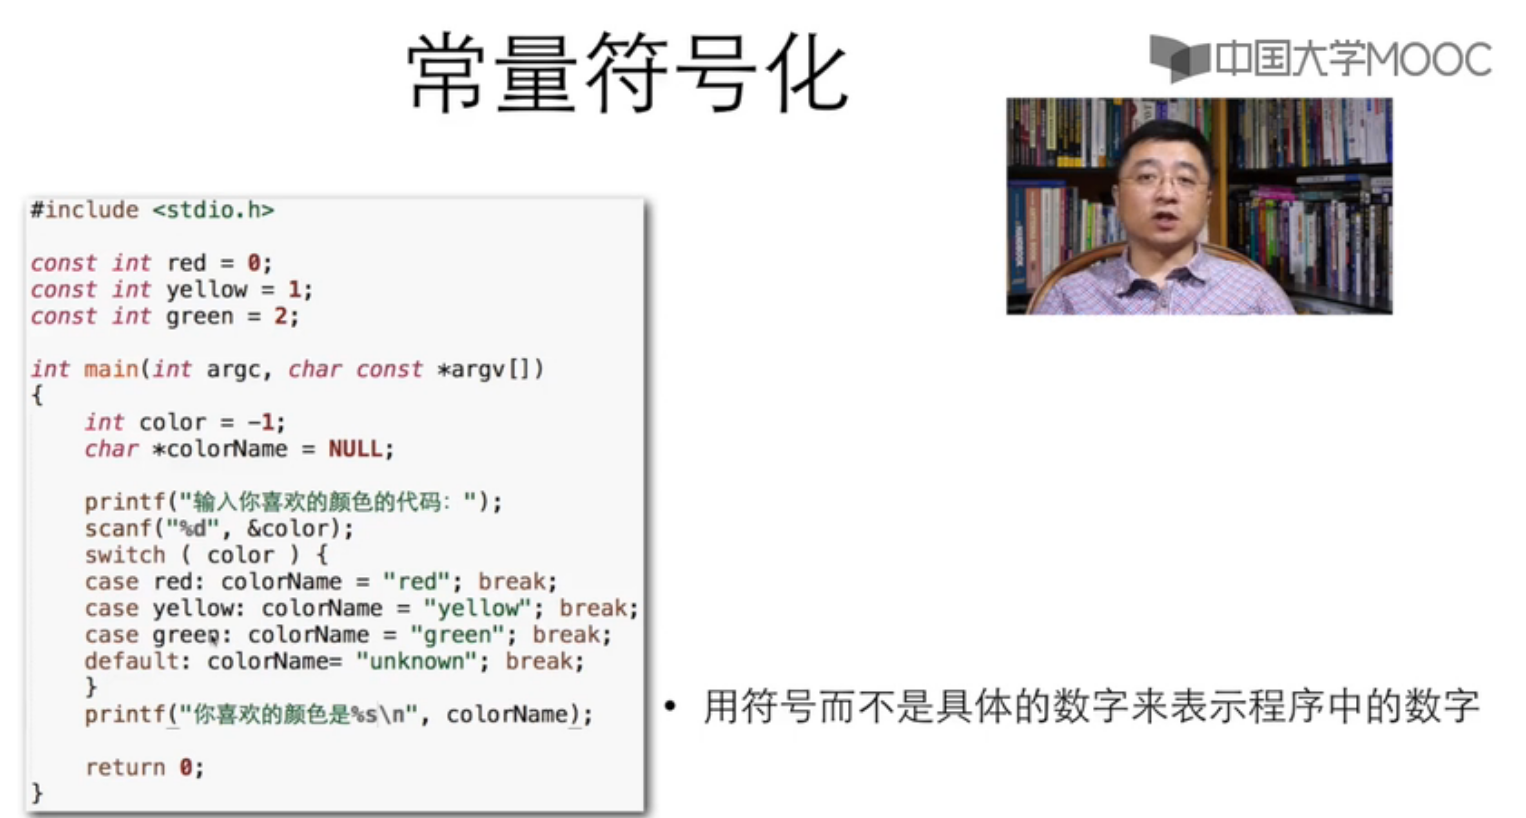 常量符号化
中国大学MOOC
#include <stdio.h>
const int red = 0;
const int yellow = 1;
const int green = 2;
int main(int argc, char const *argv[])
{
int color = -1;
char *colorName = NULL;
printf("输入你喜欢的颜色的代码：");
scanf("%d", &color);
switch ( color ) {
case red: colorName = "red"; break;
case yellow: colorName = "yellow"; break;
case green: colorName = "green"; break;
default: colorName= "unknown"; break;
}
printf("你喜欢的颜色是%s\n", colorName);
return 0;
}
• 用符号而不是具体的数字来表示程序中的数字